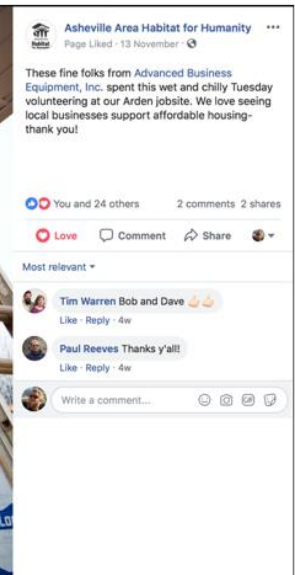 Asheville Area Habitat for Humanity
Page Liked · 13 November ·
These fine folks from Advanced Business
Equipment, Inc. spent this wet and chilly Tuesday
volunteering at our Arden jobsite. We love seeing
local businesses support affordable housing-
thank you!
You and 24 others 2 comments 2 shares
Love Comment Share
Most relevant
Tim Warren Bob and Dave 👍🏻👍🏻
Like · Reply · 4w
Paul Reeves Thanks y'all!
Like · Reply · 4w
Write a comment...
GIF